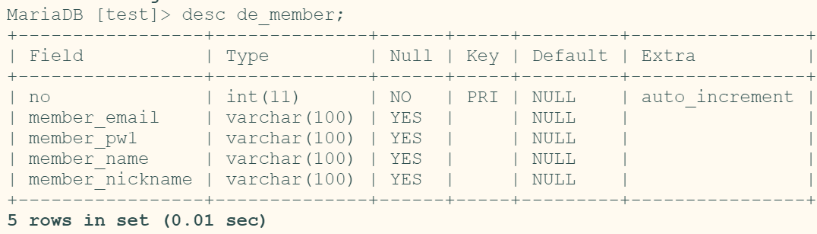 MariaDB [test]> desc de_member;
+-----------------+--------------+------+-----+---------+----------------+
| Field           | Type         | Null | Key | Default | Extra          |
+-----------------+--------------+------+-----+---------+----------------+
| no              | int(11)      | NO   | PRI | NULL    | auto_increment |
| member_email    | varchar(100) | YES  |     | NULL    |                |
| member_pw1      | varchar(100) | YES  |     | NULL    |                |
| member_name     | varchar(100) | YES  |     | NULL    |                |
| member_nickname | varchar(100) | YES  |     | NULL    |                |
+-----------------+--------------+------+-----+---------+----------------+
5 rows in set (0.01 sec)